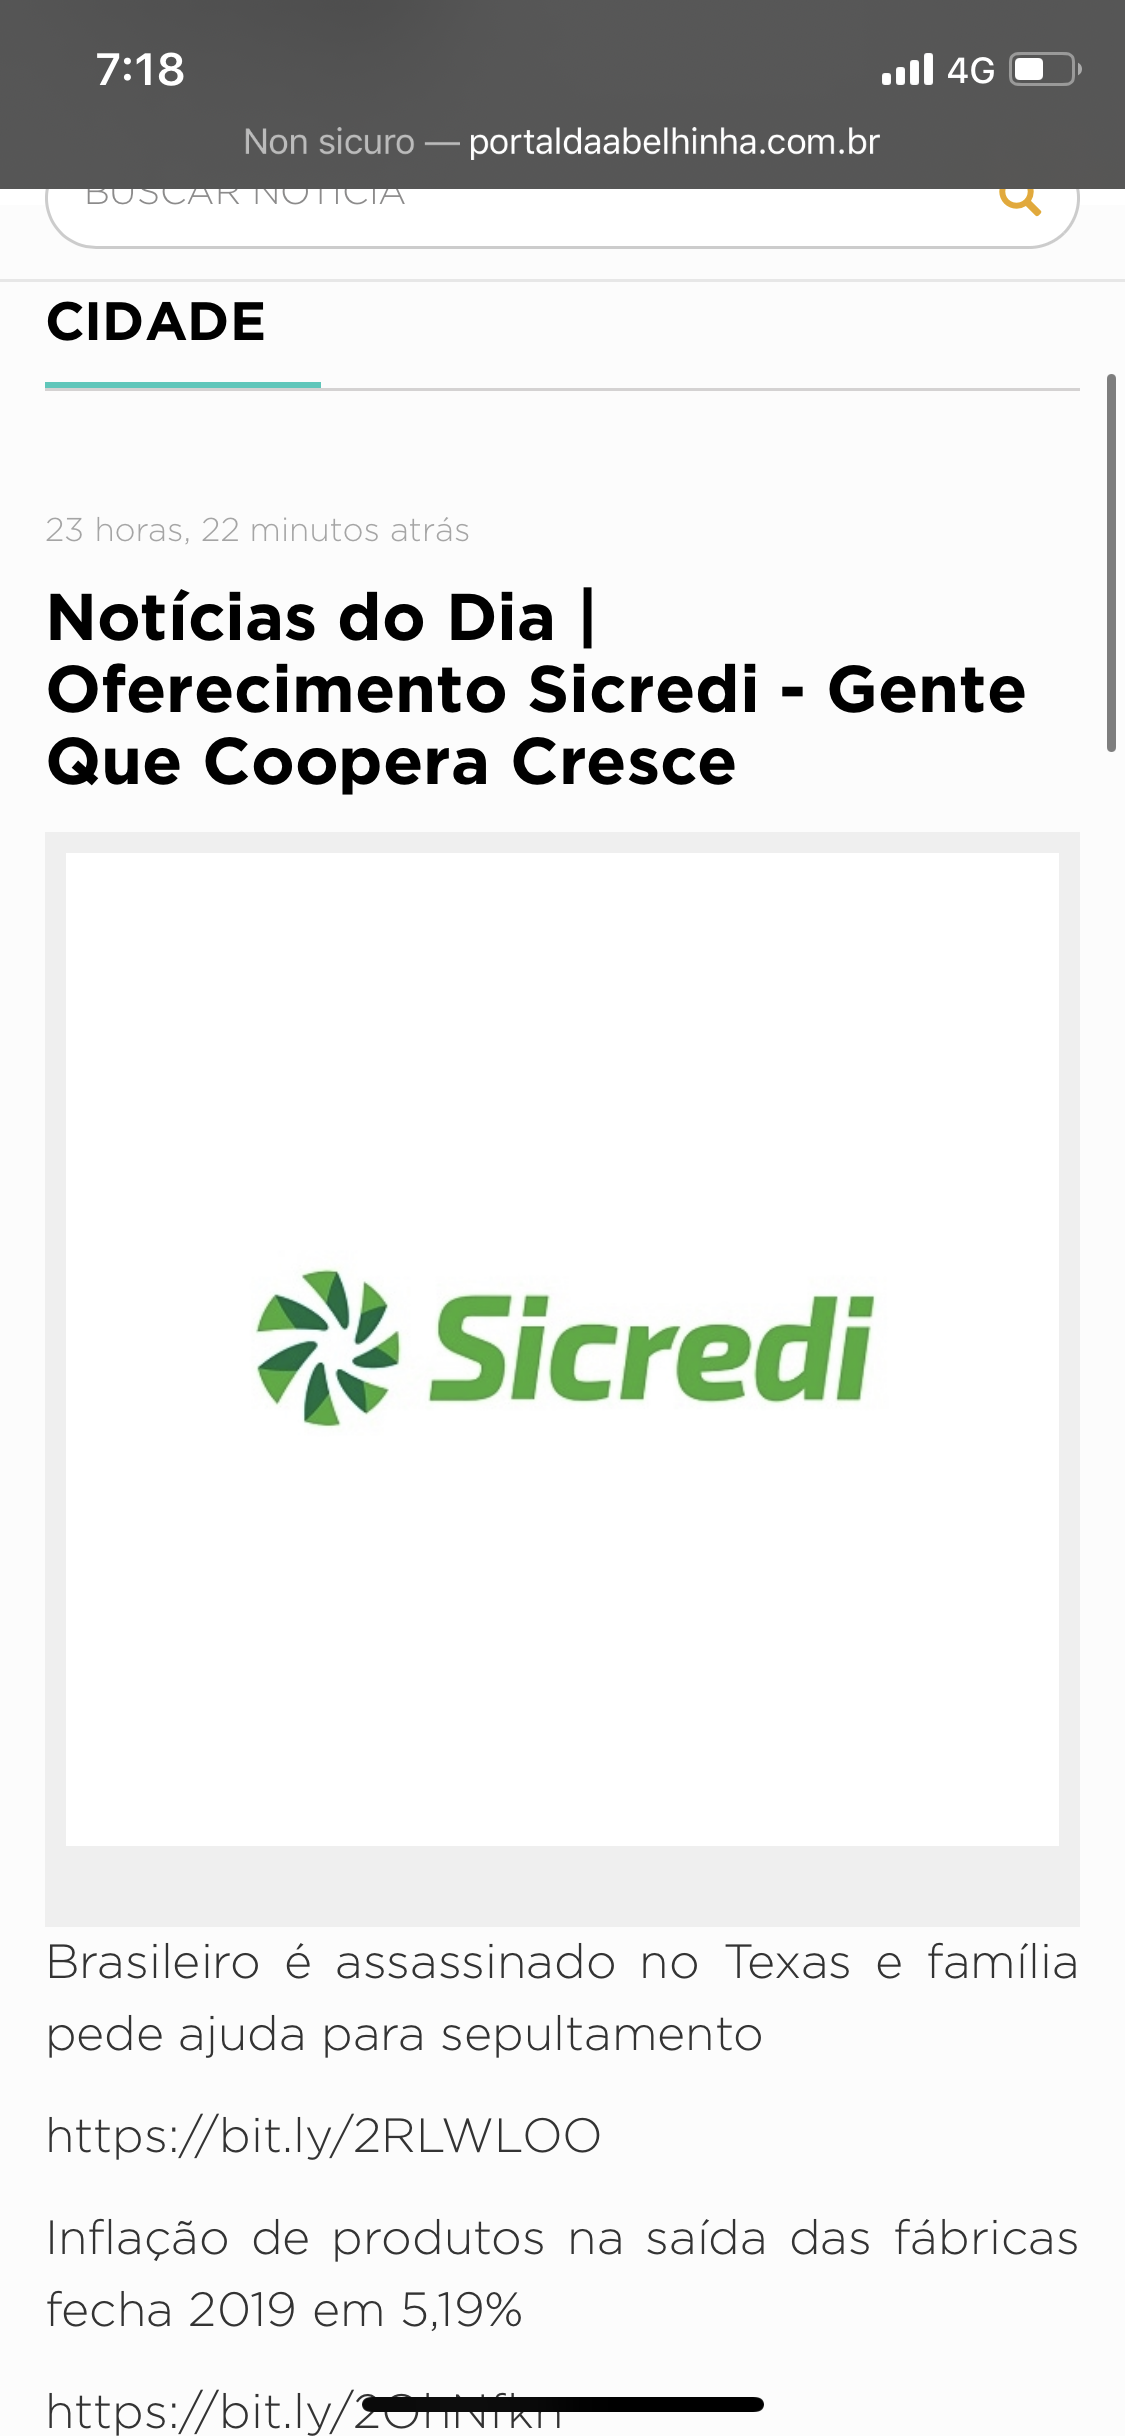 7:18
4G
Non sicuro — portaldaabelhinha.com.br
BUSCAR NOTÍCIA
CIDADE
23 horas, 22 minutos atrás
Notícias do Dia |
Oferecimento Sicredi - Gente
Que Coopera Cresce
Sicredi
Brasileiro é assassinado no Texas e família
pede ajuda para sepultamento
https://bit.ly/2RLWLOO
Inflação de produtos na saída das fábricas
fecha 2019 em 5,19%
https://bit.ly/2OhNfkh